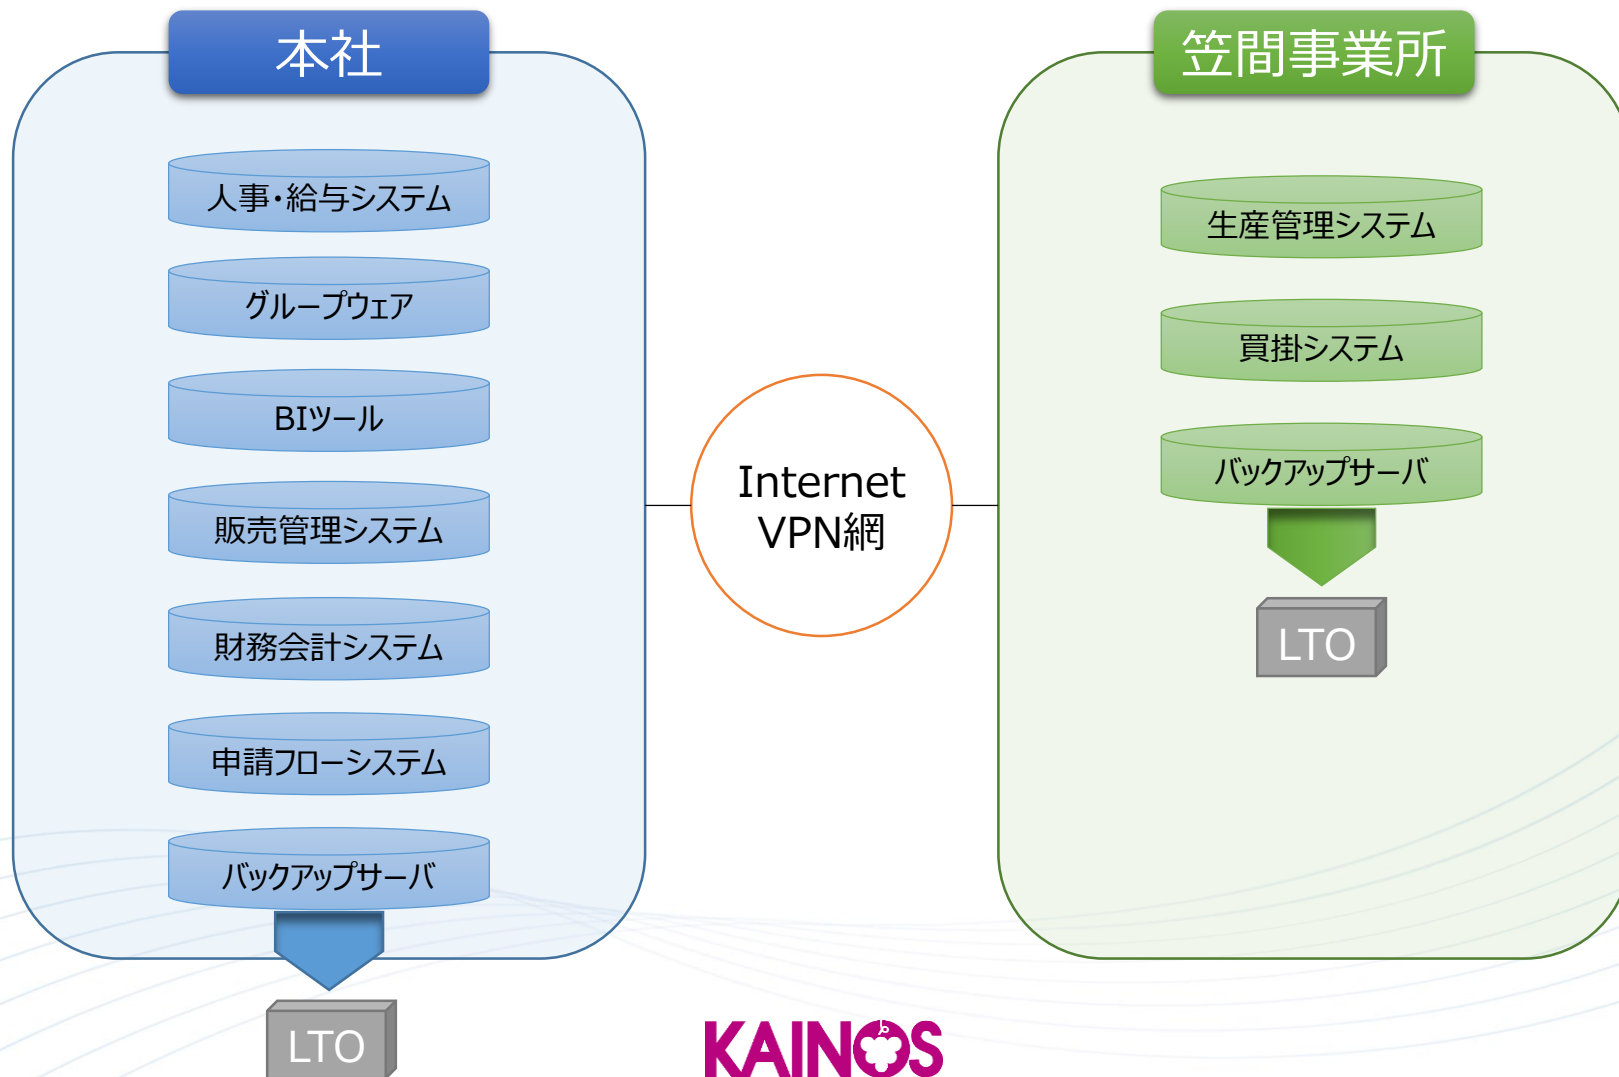 本社
人事・給与システム
グループウェア
BIツール
販売管理システム
財務会計システム
申請フローシステム
バックアップサーバ
LTO
Internet
VPN網
笠間事業所
生産管理システム
買掛システム
バックアップサーバ
LTO
KAINOS